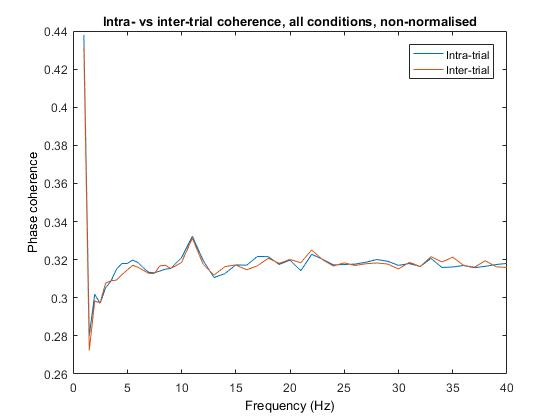 Intra- vs inter-trial coherence, all conditions, non-normalised
0.44
0.42
0.4
0.38
0.36
0.34
0.32
0.3
0.28
0.26
Phase coherence
Intra-trial
Inter-trial
0 5 10 15 20 25 30 35 40
Frequency (Hz)